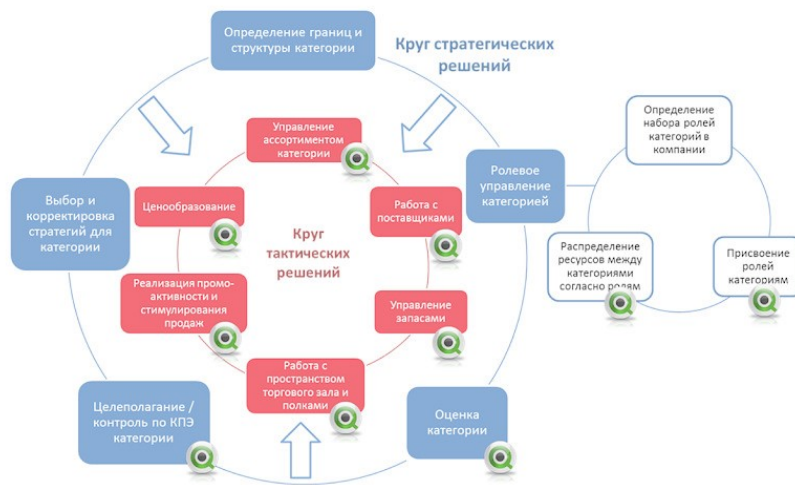 Определение границ и
структуры категории
Круг стратегических
решений
Управление
ассортиментом
категории
Определение
набора ролей
категорий в
компании
Выбор и
корректировка
стратегий для
категории
Ценообразование
Работа с
поставщиками
Ролевое
управление
категорией
Круг
тактических
решений
Распределение
ресурсов между
категориями
согласно ролям
Присвоение
ролей
категориям
Реализация промо-
активности и
стимулирования
продаж
Управление
запасами
Работа с
пространством
торгового зала и
полками
Целеполагание /
контроль по КПЭ
категории
Оценка
категории